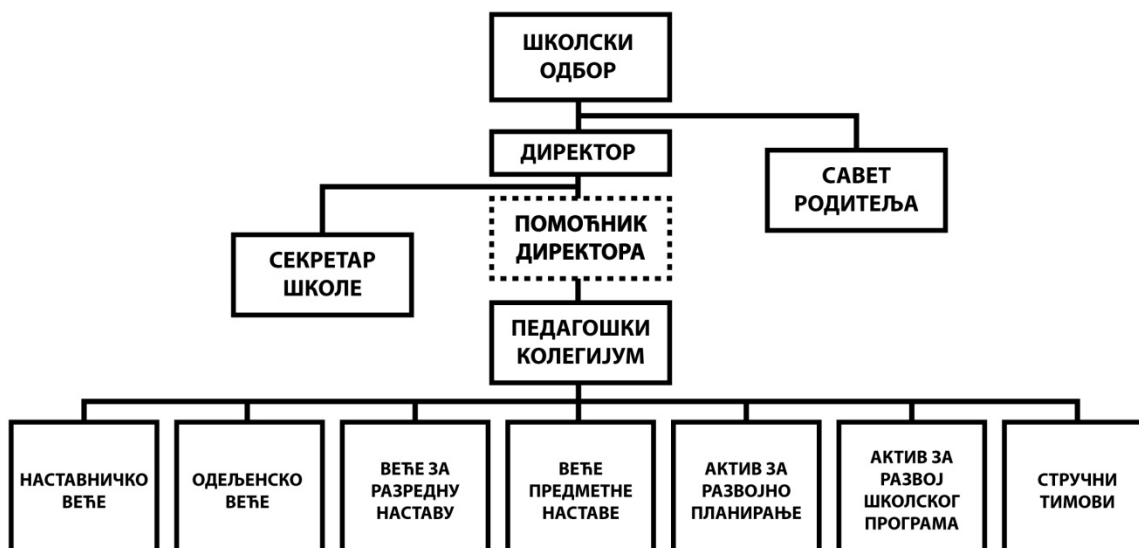 ШКОЛСКИ
ОДБОР
ДИРЕКТОР
САВЕТ
РОДИТЕЉА
ПОМОЋНИК
ДИРЕКТОРА
СЕКРЕТАР
ШКОЛЕ
ПЕДАГОШКИ
КОЛЕГИЈУМ
НАСТАВНИЧКО
ВЕЋЕ
ОДЕЉЕНСКО
ВЕЋЕ
ВЕЋЕ ЗА
РАЗРЕДНУ
НАСТАВУ
ВЕЋЕ
ПРЕДМЕТНЕ
НАСТАВЕ
АКТИВ ЗА
РАЗВОЈНО
ПЛАНИРАЊЕ
АКТИВ ЗА
РАЗВОЈ
ШКОЛСКОГ
ПРОГРАМА
СТРУЧНИ
ТИМОВИ